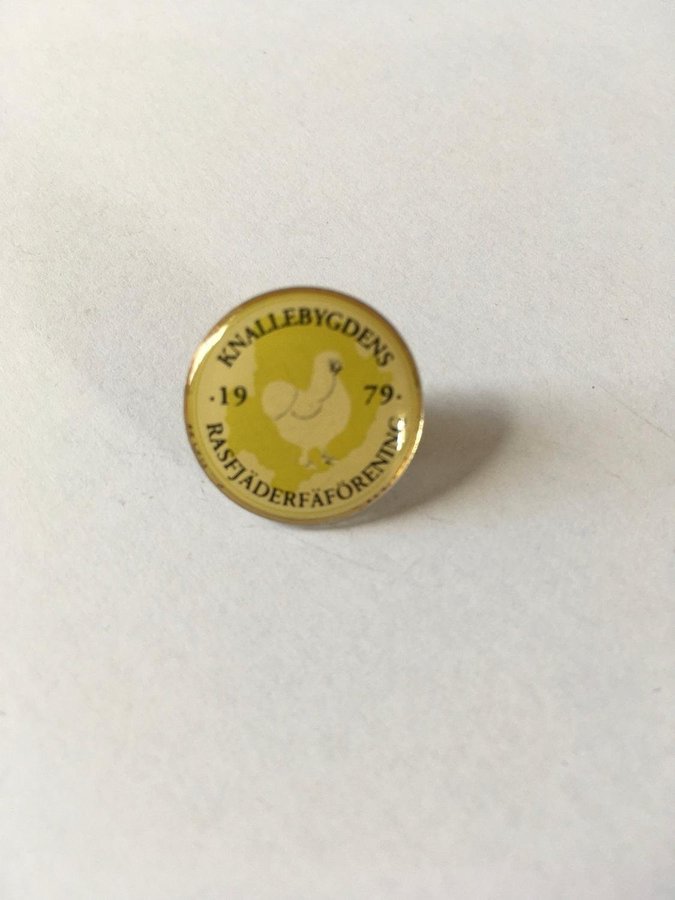 KNALLEBYGDENS
·19 79·
RASFJÄDERFÄFÖRENING